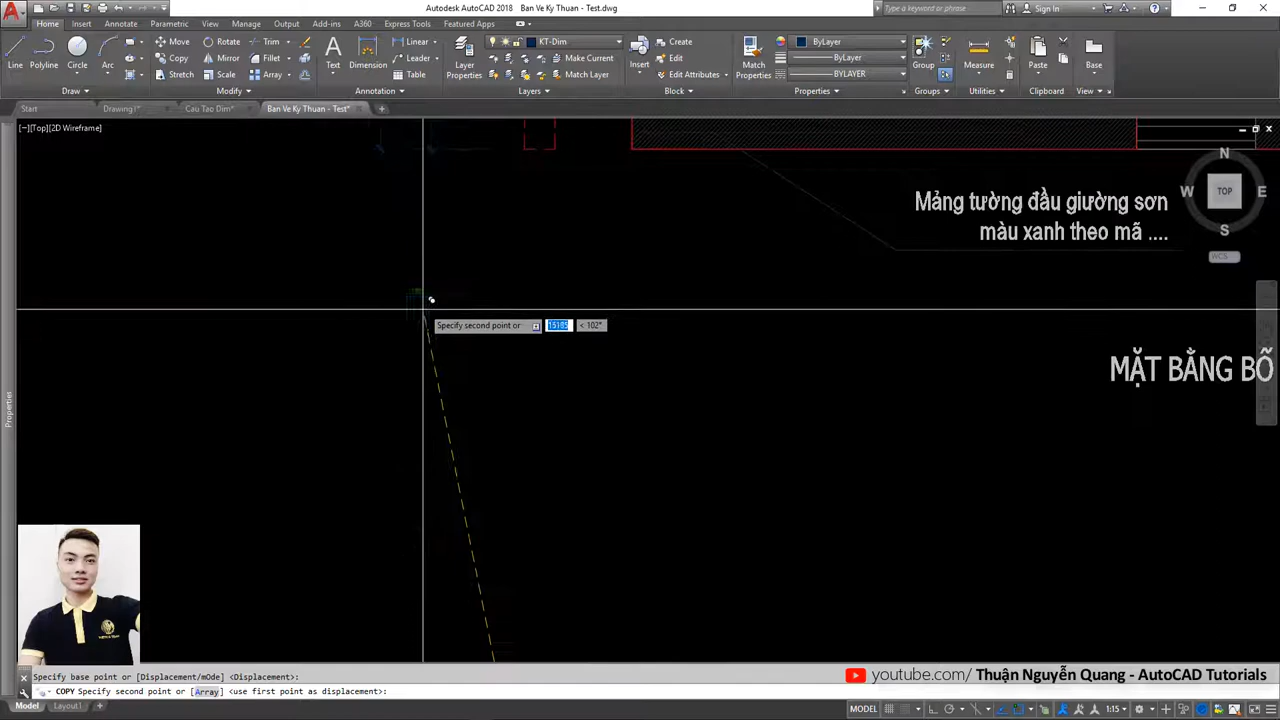 Autodesk AutoCAD 2018 Ban Ve Ky Thuan - Test.dwg
Type a keyword or phrase
Sign In
Home Insert Annotate Parametric View Manage Output Add-ins A360 Express Tools Featured Apps
Line Polyline Circle Arc
Move Rotate Trim
Copy Mirror Fillet
Stretch Scale Array
Text Dimension
Linear
Leader
Table
Layer Properties
KT-Dim
Make Current
Match Layer
Insert
Create
Edit
Edit Attributes
Match Properties
ByLayer
ByLayer
BYLAYER
Group Measure Paste Base
Draw Modify Annotation Layers Block Properties Groups Utilities Clipboard View
Start Drawing1* Cau Tao Dim* Ban Ve Ky Thuan - Test*
[−][Top][2D Wireframe]
N
W TOP E
S
WCS
Mảng tường đầu giường sơn
màu xanh theo mã ....
Specify second point or < 102°
MẶT BẰNG BỐ
Properties
Specify base point or [Displacement/mOde] <Displacement>:
COPY Specify second point or [Array] <use first point as displacement>:
youtube.com/ Thuận Nguyễn Quang - AutoCAD Tutorials
Model Layout1
MODEL 1:15